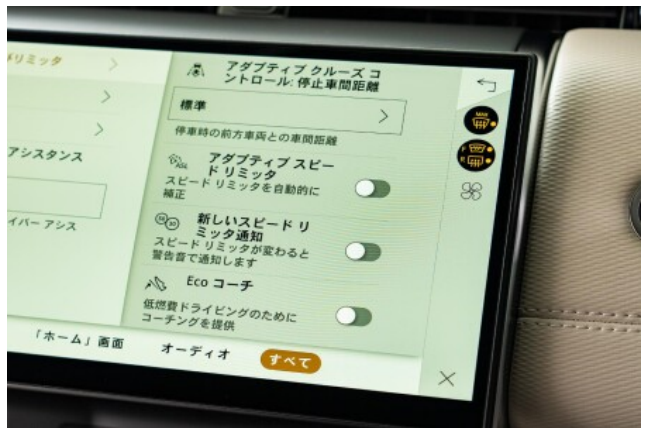 リミッタ
アシスタンス
イバー アシス
アダプティブ クルーズ コ
ントロール: 停止車間距離
標準
停車時の前方車両との車間距離
アダプティブ スピー
ド リミッタ
スピード リミッタを自動的に
補正
新しいスピード リ
ミッタ通知
スピード リミッタが変わると
警告音で通知します
Eco コーチ
低燃費ドライビングのために
コーチングを提供
「ホーム」画面
オーディオ
すべて
MAX
F
R